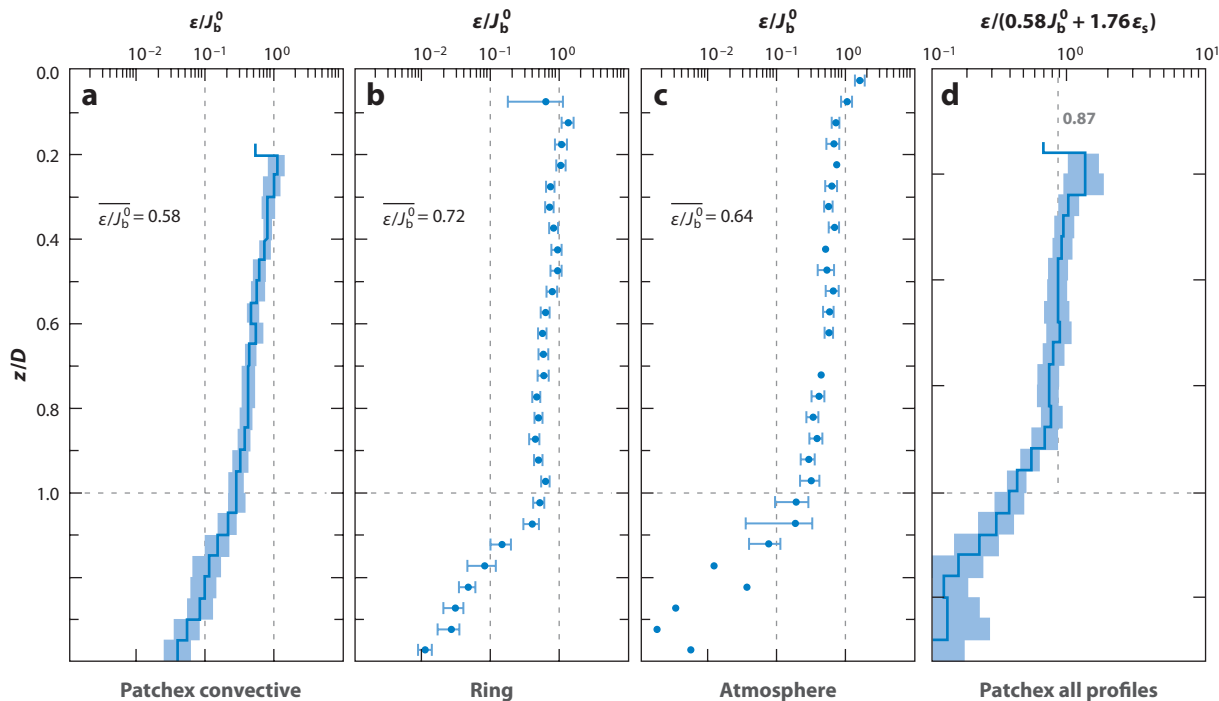 ε/J_b^0
ε/J_b^0
ε/J_b^0
ε/(0.58J_b^0 + 1.76ε_s)
10^−2 10^−1 10^0
10^−2 10^−1 10^0
10^−2 10^−1 10^0
10^−1 10^0 10^1
z/D
0.0
0.2
0.4
0.6
0.8
1.0
a
ε/J_b^0 = 0.58
b
ε/J_b^0 = 0.72
c
ε/J_b^0 = 0.64
d
0.87
Patchex convective
Ring
Atmosphere
Patchex all profiles